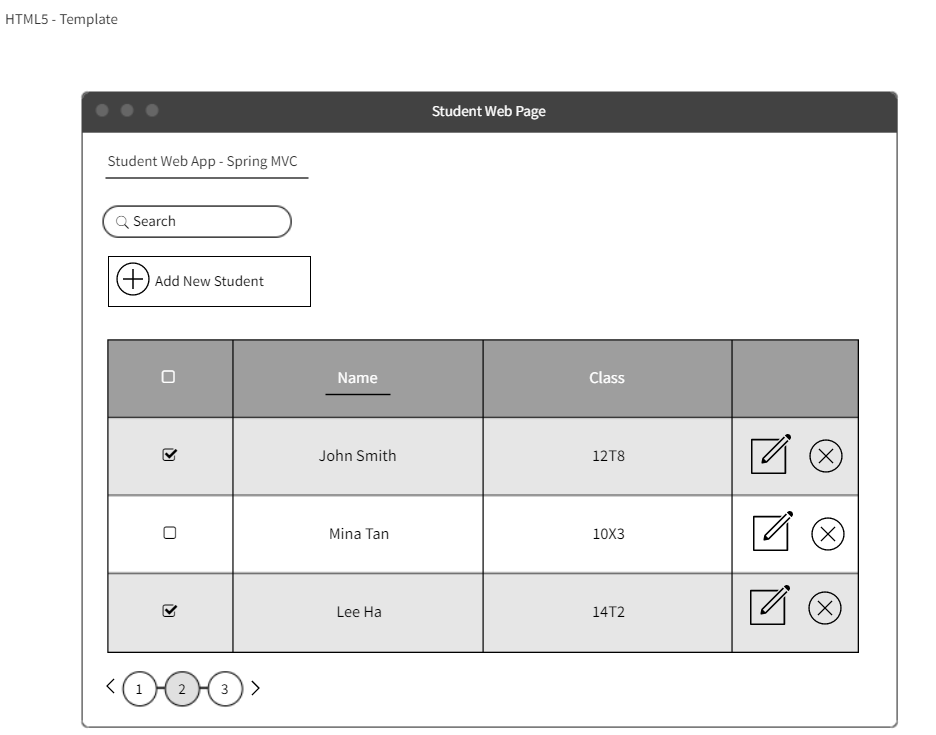 HTML5 - Template
Student Web Page
Student Web App - Spring MVC
Search
Add New Student
Name Class
John Smith 12T8
Mina Tan 10X3
Lee Ha 14T2
1 2 3